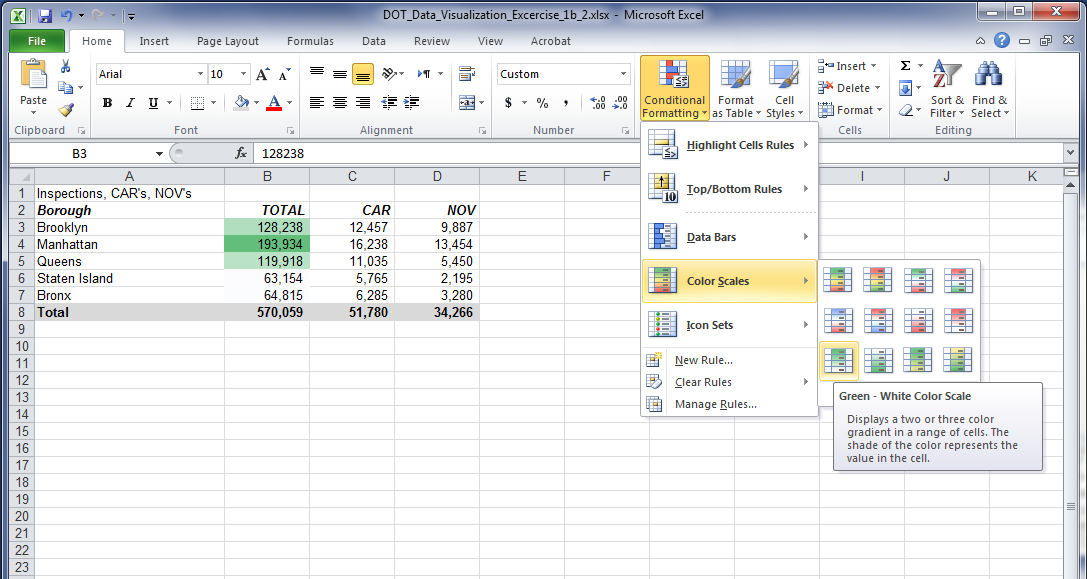 DOT_Data_Visualization_Excercise_1b_2.xlsx - Microsoft Excel
File Home Insert Page Layout Formulas Data Review View Acrobat
Arial 10 Custom Insert Σ
Paste B I U A $ % , Conditional Formatting Format as Table Cell Styles Delete Format Sort & Filter Find & Select
Clipboard Font Alignment Number Cells Editing
B3 fx 128238
A B C D E F I J K
1 Inspections, CAR's, NOV's
2 Borough TOTAL CAR NOV
3 Brooklyn 128,238 12,457 9,887
4 Manhattan 193,934 16,238 13,454
5 Queens 119,918 11,035 5,450
6 Staten Island 63,154 5,765 2,195
7 Bronx 64,815 6,285 3,280
8 Total 570,059 51,780 34,266
9
10
11
12
13
14
15
16
17
18
19
20
21
22
23
Highlight Cells Rules
Top/Bottom Rules
Data Bars
Color Scales
Icon Sets
New Rule...
Clear Rules
Manage Rules...
Green - White Color Scale
Displays a two or three color
gradient in a range of cells. The
shade of the color represents the
value in the cell.